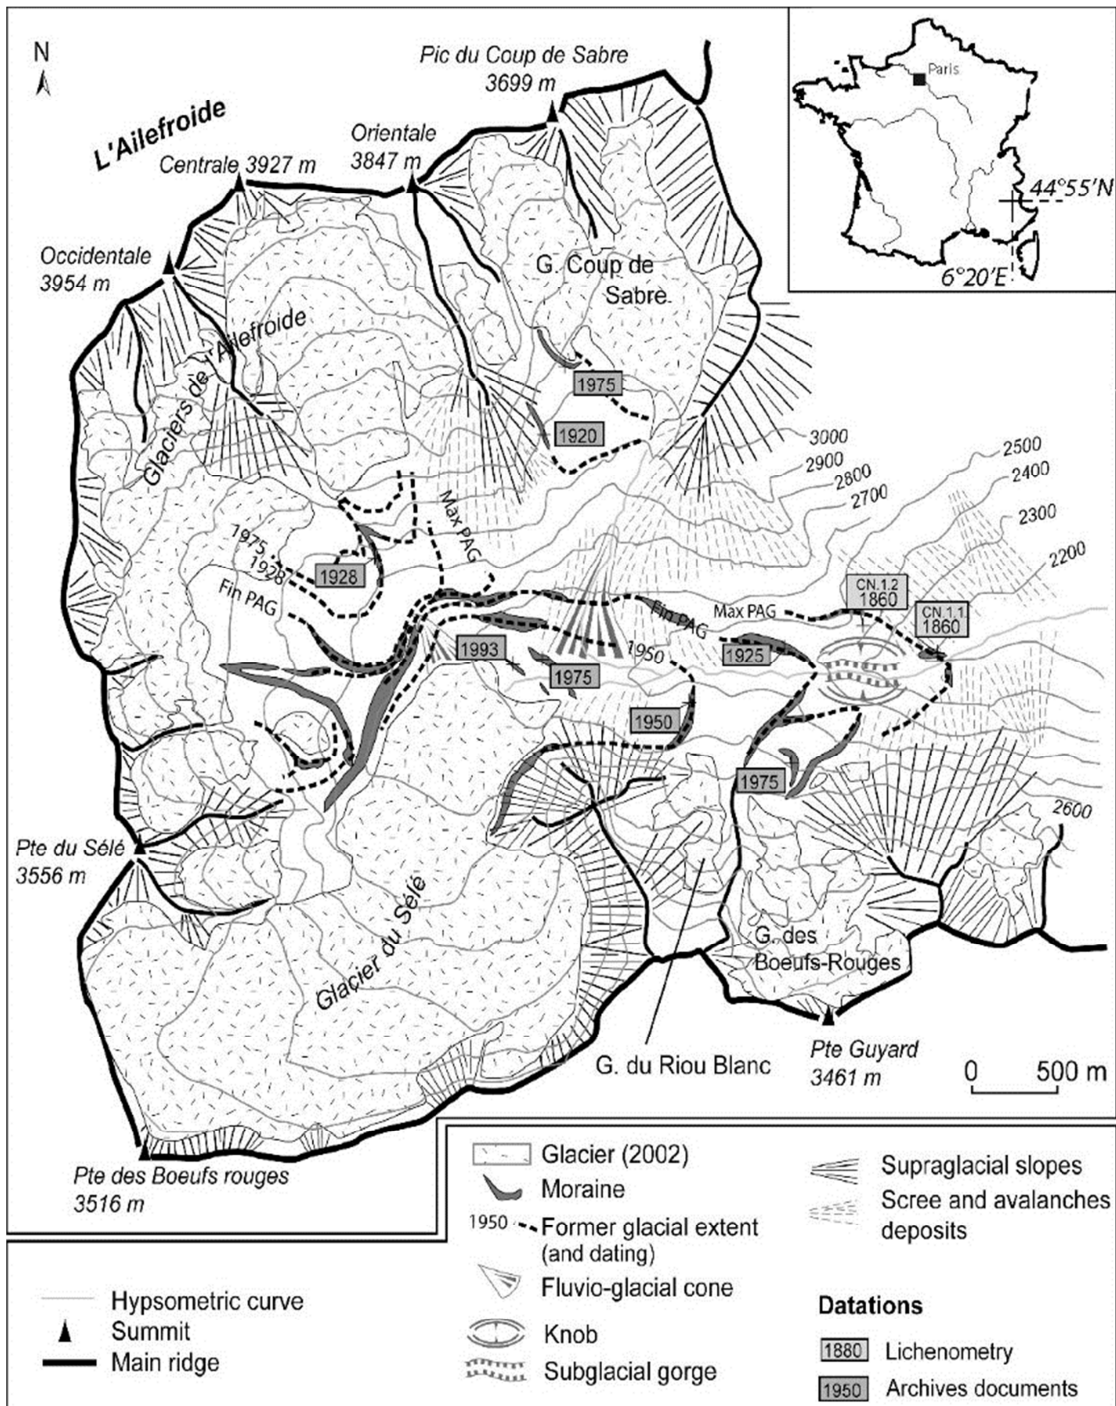 N
Pic du Coup de Sabre
3699 m
L'Ailefroide
Orientale
3847 m
Centrale 3927 m
Occidentale
3954 m
Paris
44°55'N
6°20'E
G. Coup de
Sabre
Glaciers de l'Ailefroide
1975
1920
3000
2900
2800
2700
2500
2400
2300
2200
Max PAG
1975
1928
1928
Fin PAG
CN.1.2
1860
CN 1.1
1860
Max PAG
Fin PAG
1925
1950
1993
1975
1950
1975
2600
Pte du Sélé
3556 m
Glacier du Sélé
G. des
Boeufs-Rouges
G. du Riou Blanc
Pte Guyard
3461 m
0 500 m
Pte des Boeufs rouges
3516 m
Glacier (2002)
Moraine
1950 Former glacial extent
(and dating)
Fluvio-glacial cone
Knob
Subglacial gorge
Supraglacial slopes
Scree and avalanches
deposits
Hypsometric curve
Summit
Main ridge
Datations
1880 Lichenometry
1950 Archives documents